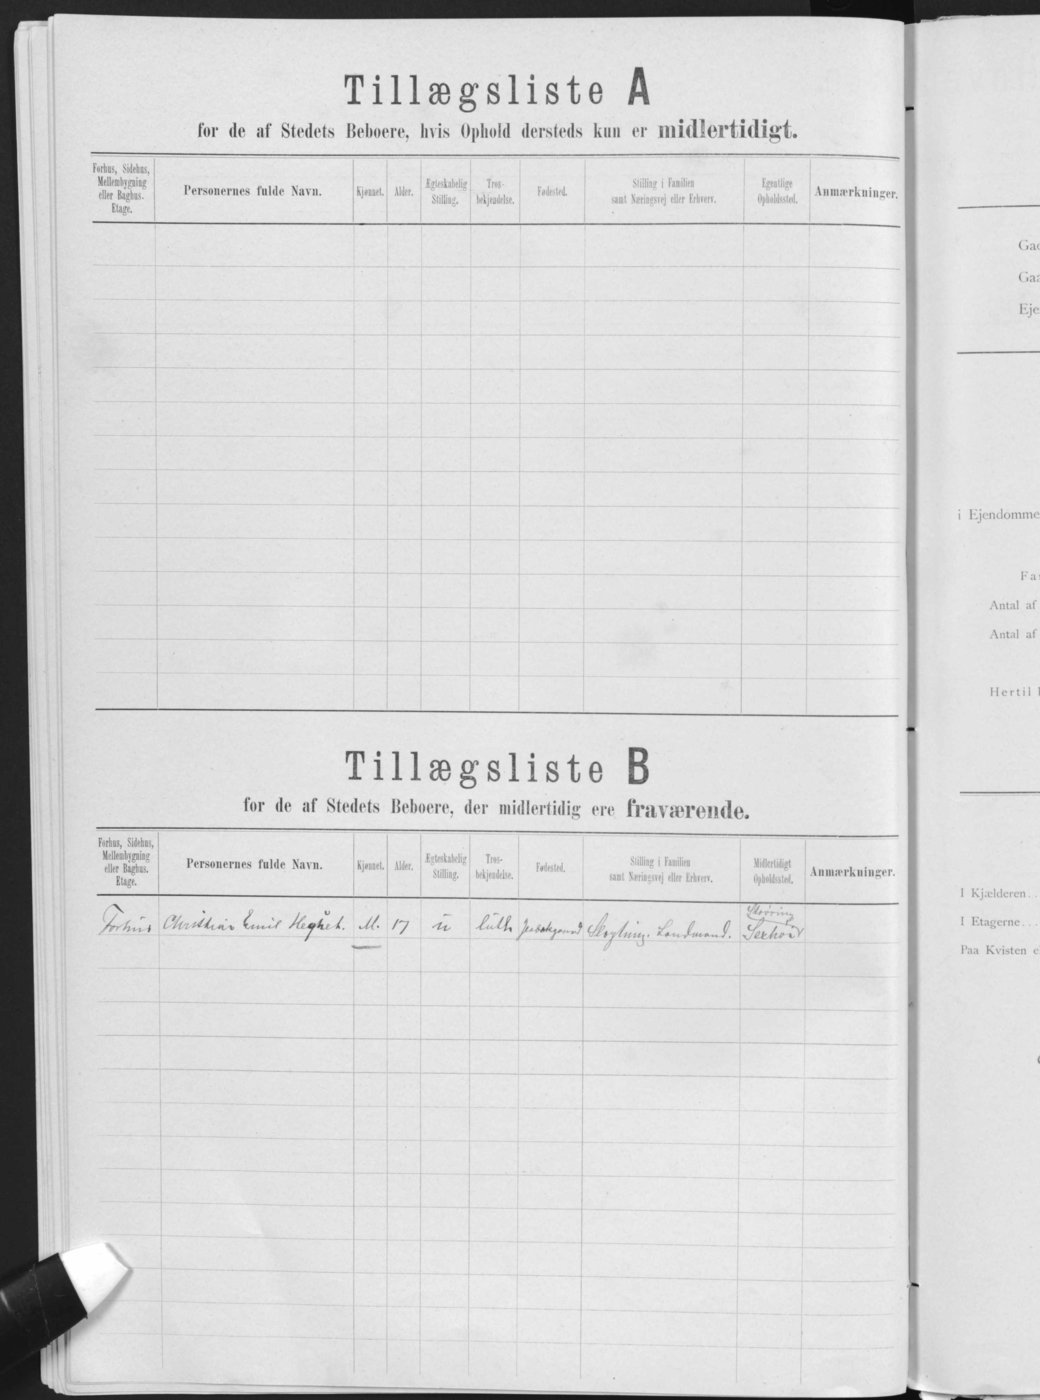 Tillægsliste A
for de af Stedets Beboere, hvis Ophold dersteds kun er midlertidigt.
Forhus, Sidehus, Mellembygning eller Baghus. Etage.
Personernes fulde Navn.
Kjønnet.
Alder.
Ægteskabelig Stilling.
Tros-bekjendelse.
Fødested.
Stilling i Familien samt Næringsvej eller Erhverv.
Egentlige Opholdssted.
Anmærkninger.
Tillægsliste B
for de af Stedets Beboere, der midlertidig ere fraværende.
Forhus, Sidehus, Mellembygning eller Baghus. Etage.
Personernes fulde Navn.
Kjønnet.
Alder.
Ægteskabelig Stilling.
Tros-bekjendelse.
Fødested.
Stilling i Familien samt Næringsvej eller Erhverv.
Midlertidigt Opholdssted.
Anmærkninger.
Forhus Christian Emil M. 17 u luth Landmand.
i Ejendomme
Antal af
Antal af
Hertil
I Kjælderen
I Etagerne
Paa Kvisten